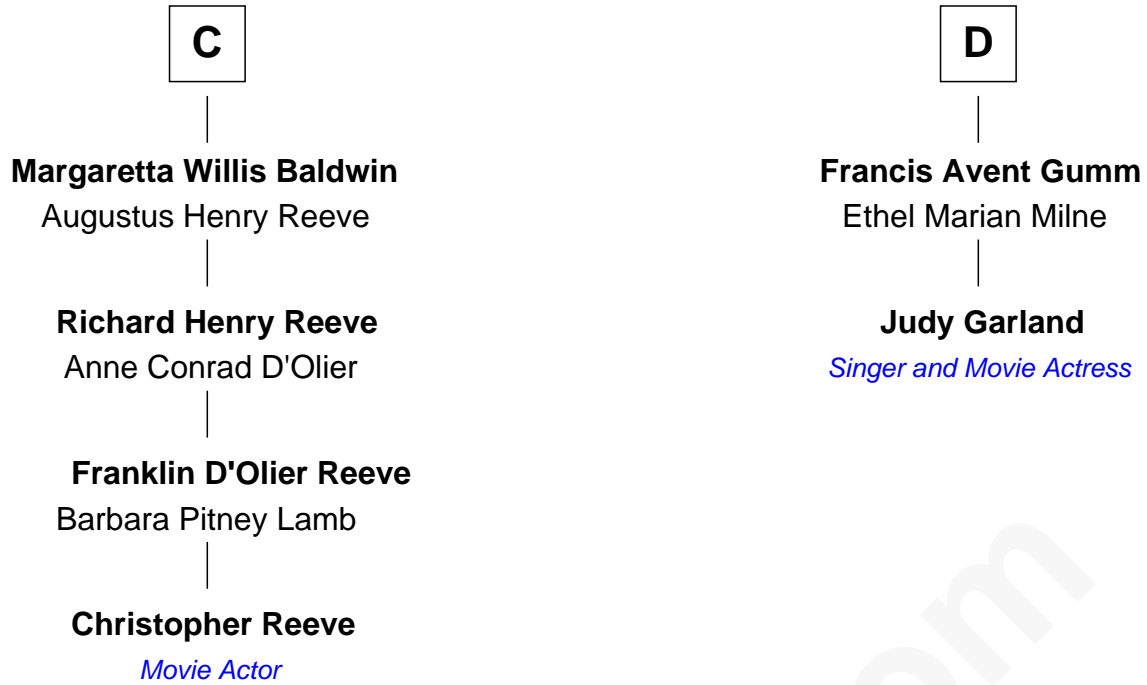 C
Margaretta Willis Baldwin
Augustus Henry Reeve
Richard Henry Reeve
Anne Conrad D'Olier
Franklin D'Olier Reeve
Barbara Pitney Lamb
Christopher Reeve
Movie Actor
D
Francis Avent Gumm
Ethel Marian Milne
Judy Garland
Singer and Movie Actress
om